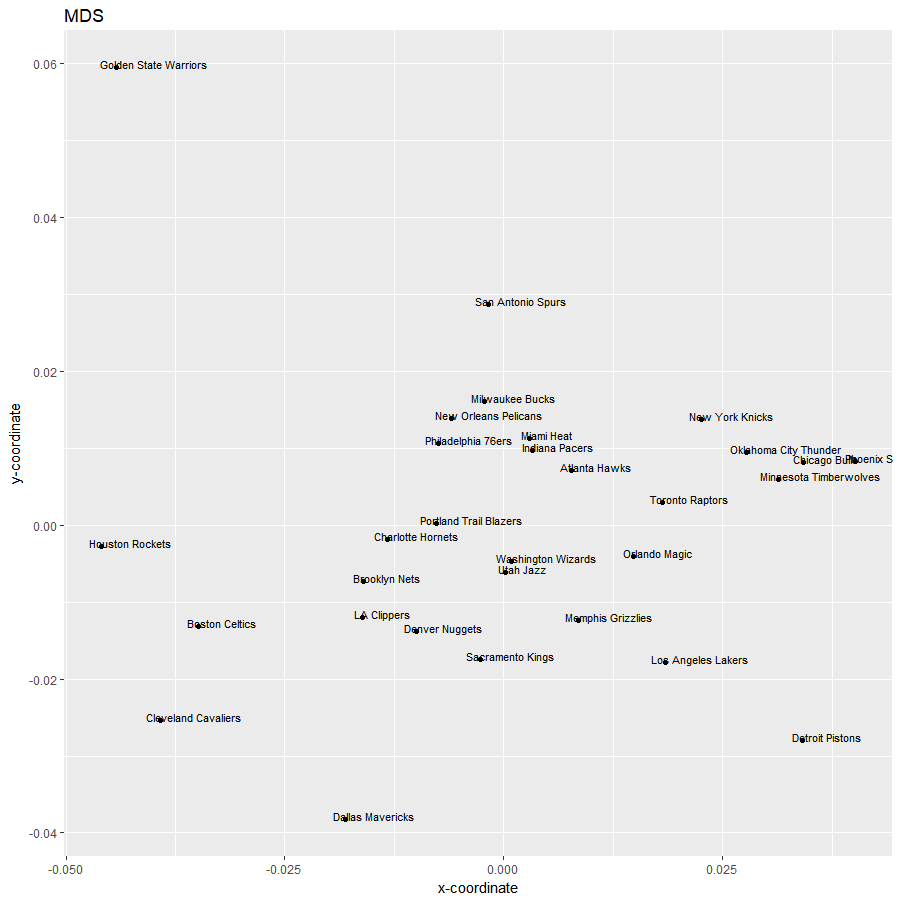 MDS
0.06
Golden State Warriors
0.04
San Antonio Spurs
0.02
Milwaukee Bucks
New Orleans Pelicans
New York Knicks
Philadelphia 76ers
Miami Heat
Indiana Pacers
Oklahoma City Thunder
Chicago Bulls
Phoenix S
Atlanta Hawks
Minnesota Timberwolves
Toronto Raptors
0.00
Portland Trail Blazers
Charlotte Hornets
Houston Rockets
Washington Wizards
Orlando Magic
Utah Jazz
Brooklyn Nets
LA Clippers
Memphis Grizzlies
Boston Celtics
Denver Nuggets
Sacramento Kings
Los Angeles Lakers
-0.02
Cleveland Cavaliers
Detroit Pistons
Dallas Mavericks
-0.04
-0.050
-0.025
0.000
0.025
x-coordinate
y-coordinate